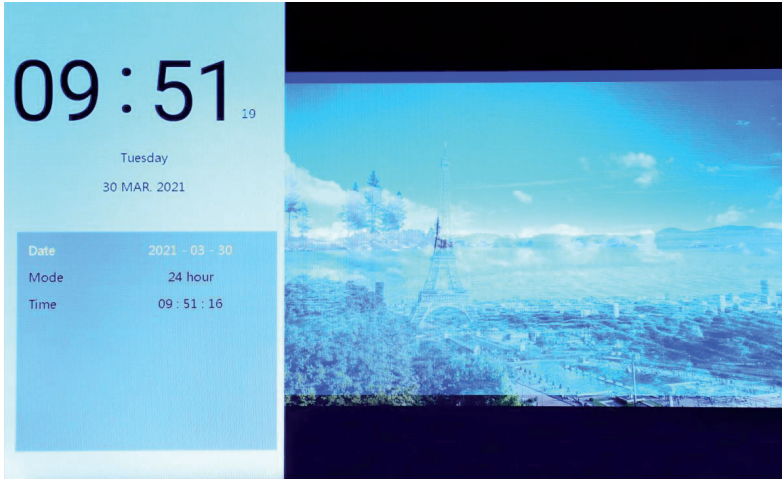 09 : 51 19
Tuesday
30 MAR. 2021
Date 2021 - 03 - 30
Mode 24 hour
Time 09 : 51 : 16